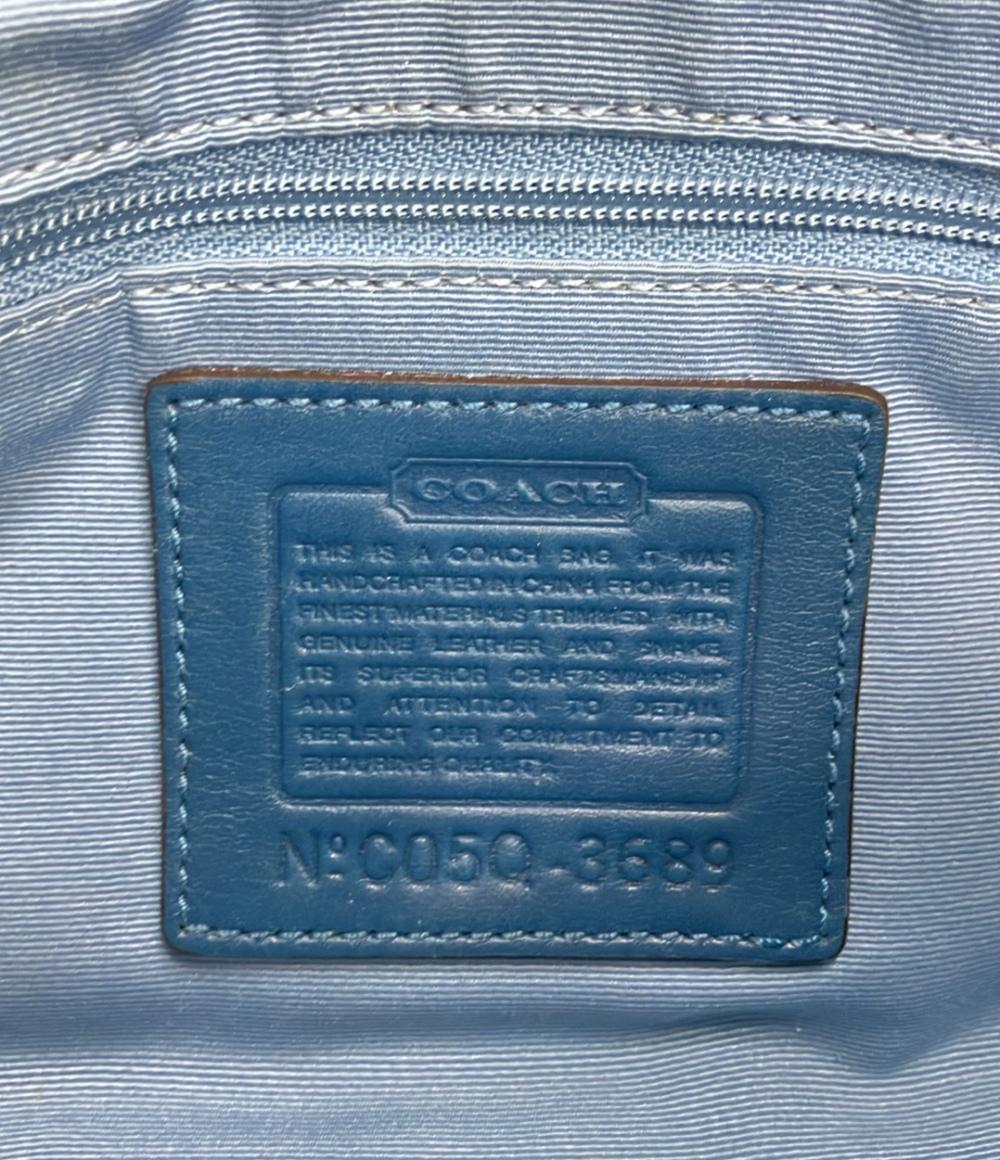 COACH
THIS IS A COACH BAG. IT WAS
HANDCRAFTED IN CHINA FROM THE
FINEST MATERIALS TRIMMED WITH
GENUINE LEATHER AND SNAKE.
ITS SUPERIOR CRAFTSMANSHIP
AND ATTENTION TO DETAIL
REFLECT OUR COMMITMENT TO
ENDURING QUALITY.
Nº C05Q-3689